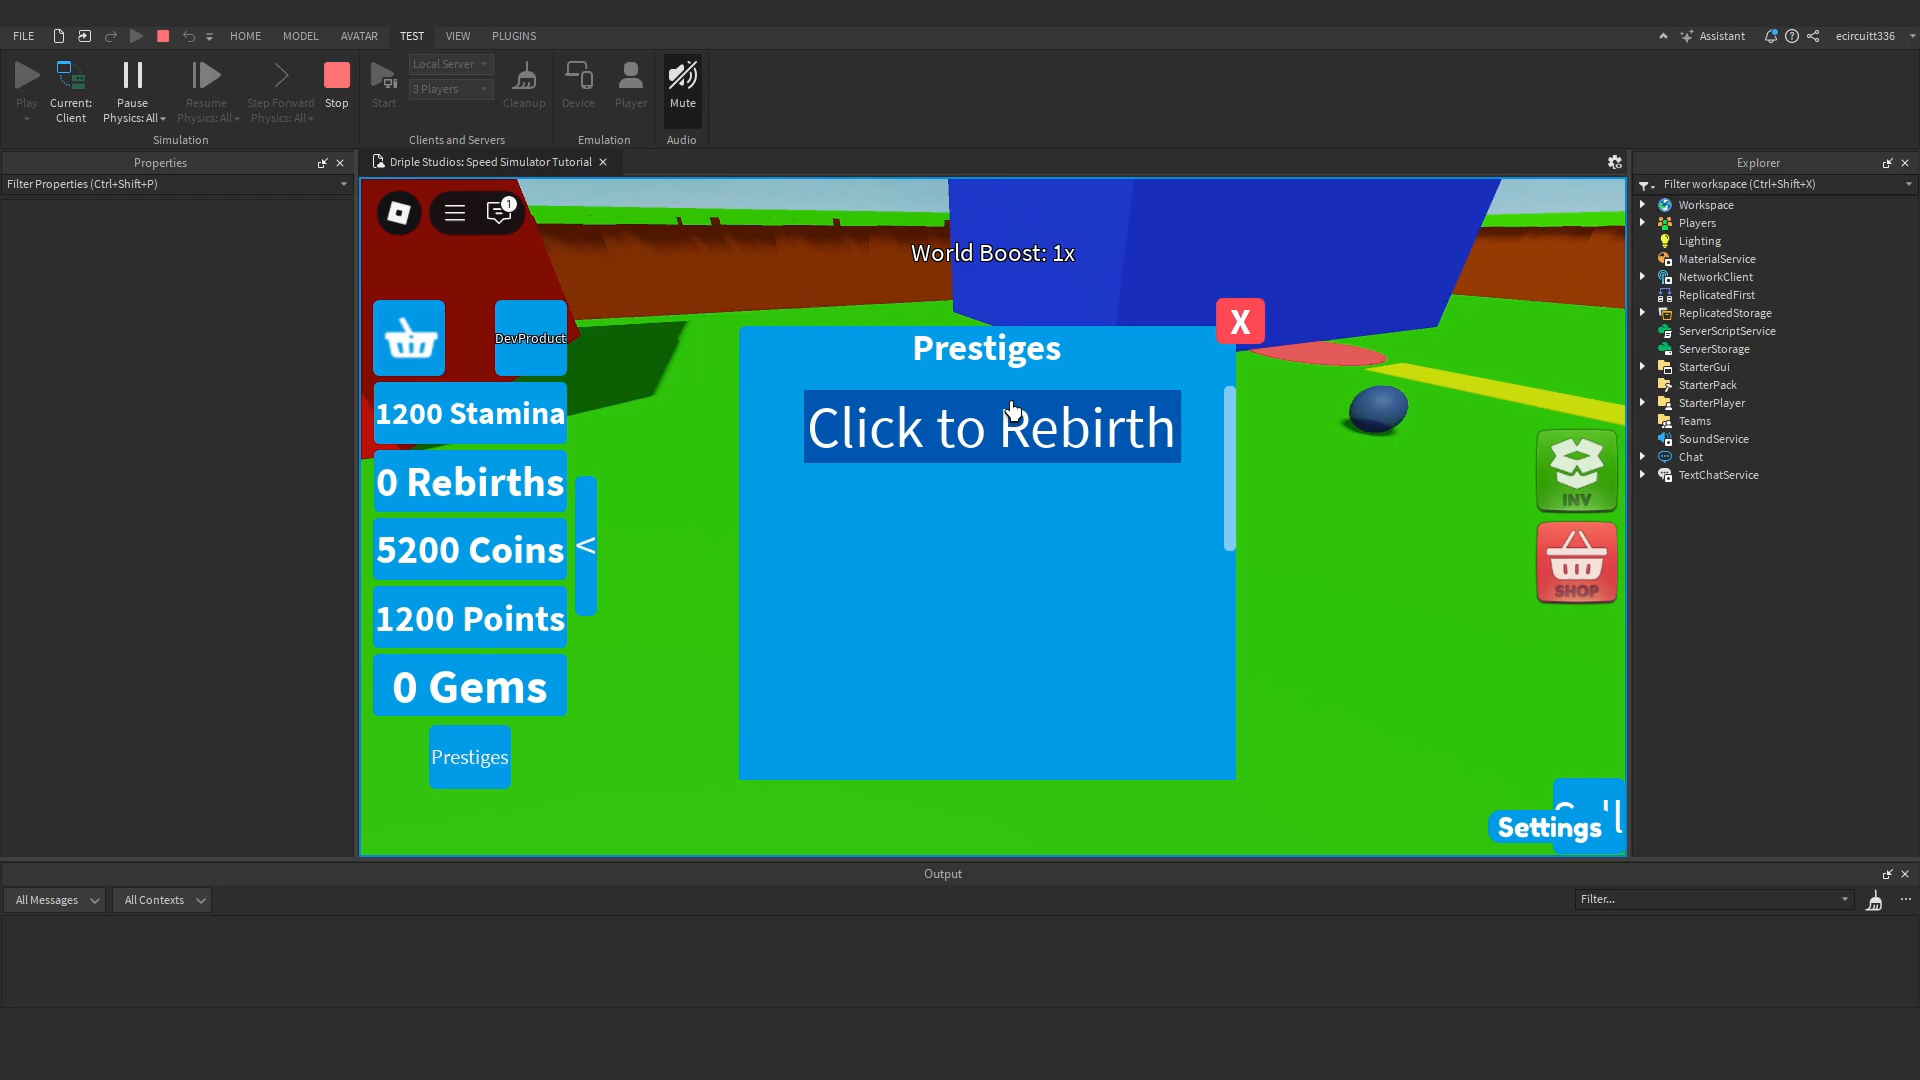 FILE
HOME
MODEL
AVATAR
TEST
VIEW
PLUGINS
Assistant
ecircuitt336
Play
Current:
Client
Pause
Physics: All
Resume
Physics: All
Step Forward
Physics: All
Stop
Simulation
Start
Local Server
3 Players
Cleanup
Clients and Servers
Device
Player
Emulation
Mute
Audio
Properties
Filter Properties (Ctrl+Shift+P)
Driple Studios: Speed Simulator Tutorial
Explorer
Filter workspace (Ctrl+Shift+X)
Workspace
Players
Lighting
MaterialService
NetworkClient
ReplicatedFirst
ReplicatedStorage
ServerScriptService
ServerStorage
StarterGui
StarterPack
StarterPlayer
Teams
SoundService
Chat
TextChatService
1
World Boost: 1x
DevProduct
1200 Stamina
0 Rebirths
5200 Coins
1200 Points
0 Gems
<
Prestiges
Prestiges
X
Click to Rebirth
INV
SHOP
Settings
Output
All Messages
All Contexts
Filter...